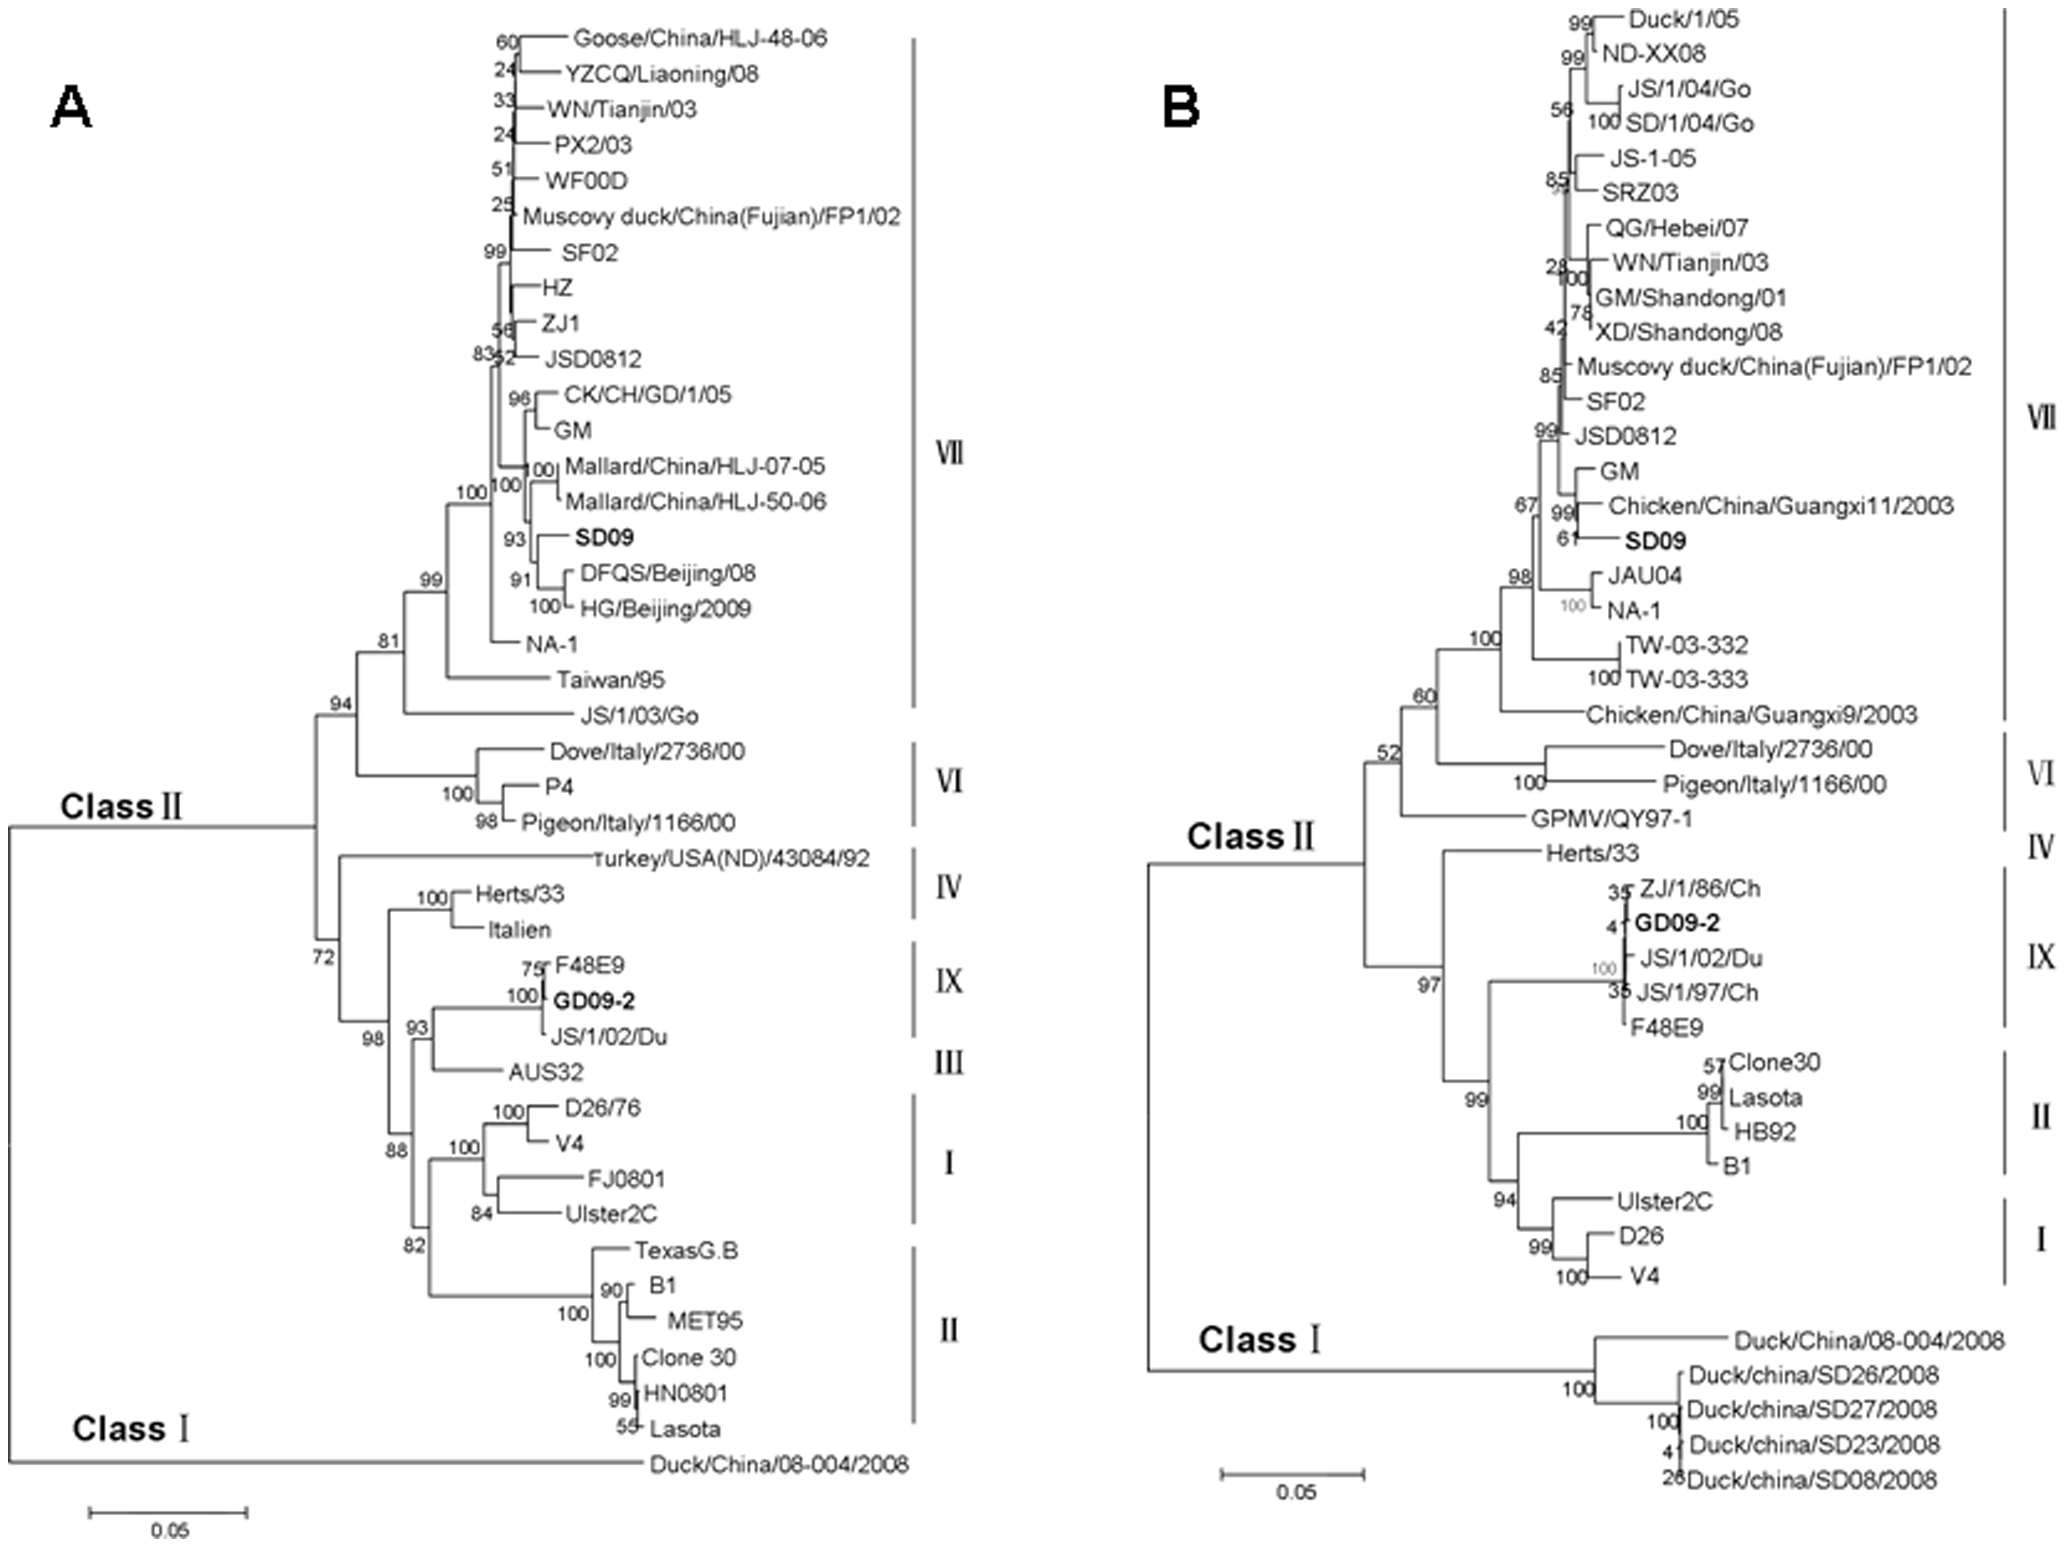 A
60
Goose/China/HLJ-48-06
24
YZCQ/Liaoning/08
33
WN/Tianjin/03
24
PX2/03
51
WF00D
25
Muscovy duck/China(Fujian)/FP1/02
99
SF02
HZ
56
ZJ1
83
52
JSD0812
96
CK/CH/GD/1/05
GM
100
Mallard/China/HLJ-07-05
100
100
Mallard/China/HLJ-50-06
93
SD09
99
91
DFQS/Beijing/08
100
HG/Beijing/2009
81
NA-1
Taiwan/95
94
JS/1/03/Go
VII
Dove/Italy/2736/00
100
P4
98
Pigeon/Italy/1166/00
VI
Class II
Turkey/USA(ND)/43084/92
100
Herts/33
Italien
IV
72
75
F48E9
100
GD09-2
JS/1/02/Du
IX
98
93
AUS32
III
100
D26/76
88
100
V4
FJ0801
84
Ulster2C
I
82
TexasG.B
90
B1
100
MET95
100
Clone 30
99
HN0801
55
Lasota
II
Class I
Duck/China/08-004/2008
0.05
B
99
Duck/1/05
99
ND-XX08
JS/1/04/Go
56
100
SD/1/04/Go
JS-1-05
85
SRZ03
QG/Hebei/07
28
WN/Tianjin/03
100
GM/Shandong/01
78
42
XD/Shandong/08
85
Muscovy duck/China(Fujian)/FP1/02
SF02
99
JSD0812
GM
67
99
Chicken/China/Guangxi11/2003
61
SD09
98
JAU04
100
NA-1
100
TW-03-332
100
TW-03-333
60
Chicken/China/Guangxi9/2003
VII
52
Dove/Italy/2736/00
100
Pigeon/Italy/1166/00
GPMV/QY97-1
VI
Class II
Herts/33
IV
35
ZJ/1/86/Ch
41
GD09-2
100
JS/1/02/Du
97
35
JS/1/97/Ch
F48E9
IX
57
Clone30
99
99
Lasota
100
HB92
B1
II
94
Ulster2C
99
D26
100
V4
I
Class I
Duck/China/08-004/2008
100
Duck/china/SD26/2008
100
Duck/china/SD27/2008
4
Duck/china/SD23/2008
26
Duck/china/SD08/2008
0.05